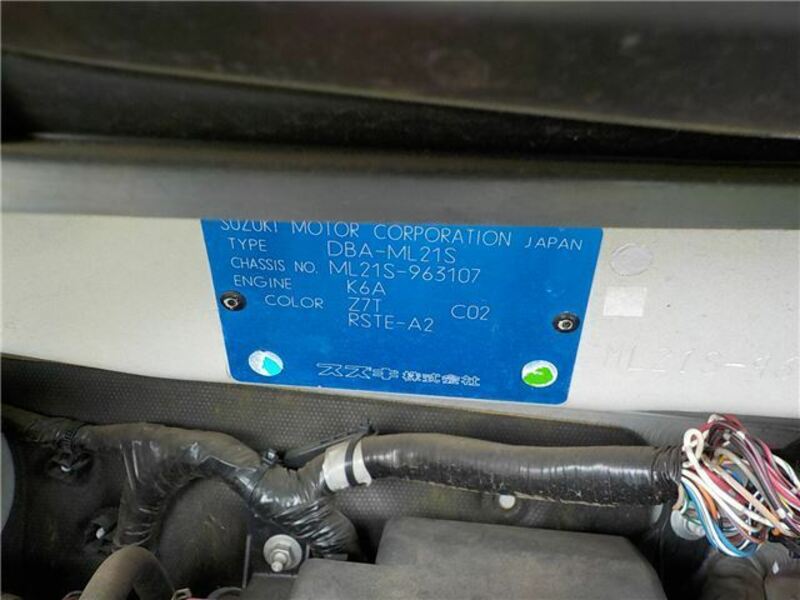 SUZUKI MOTOR CORPORATION JAPAN
TYPE DBA-ML21S
CHASSIS NO. ML21S-963107
ENGINE K6A
COLOR Z7T C02
RSTE-A2
スズキ株式会社